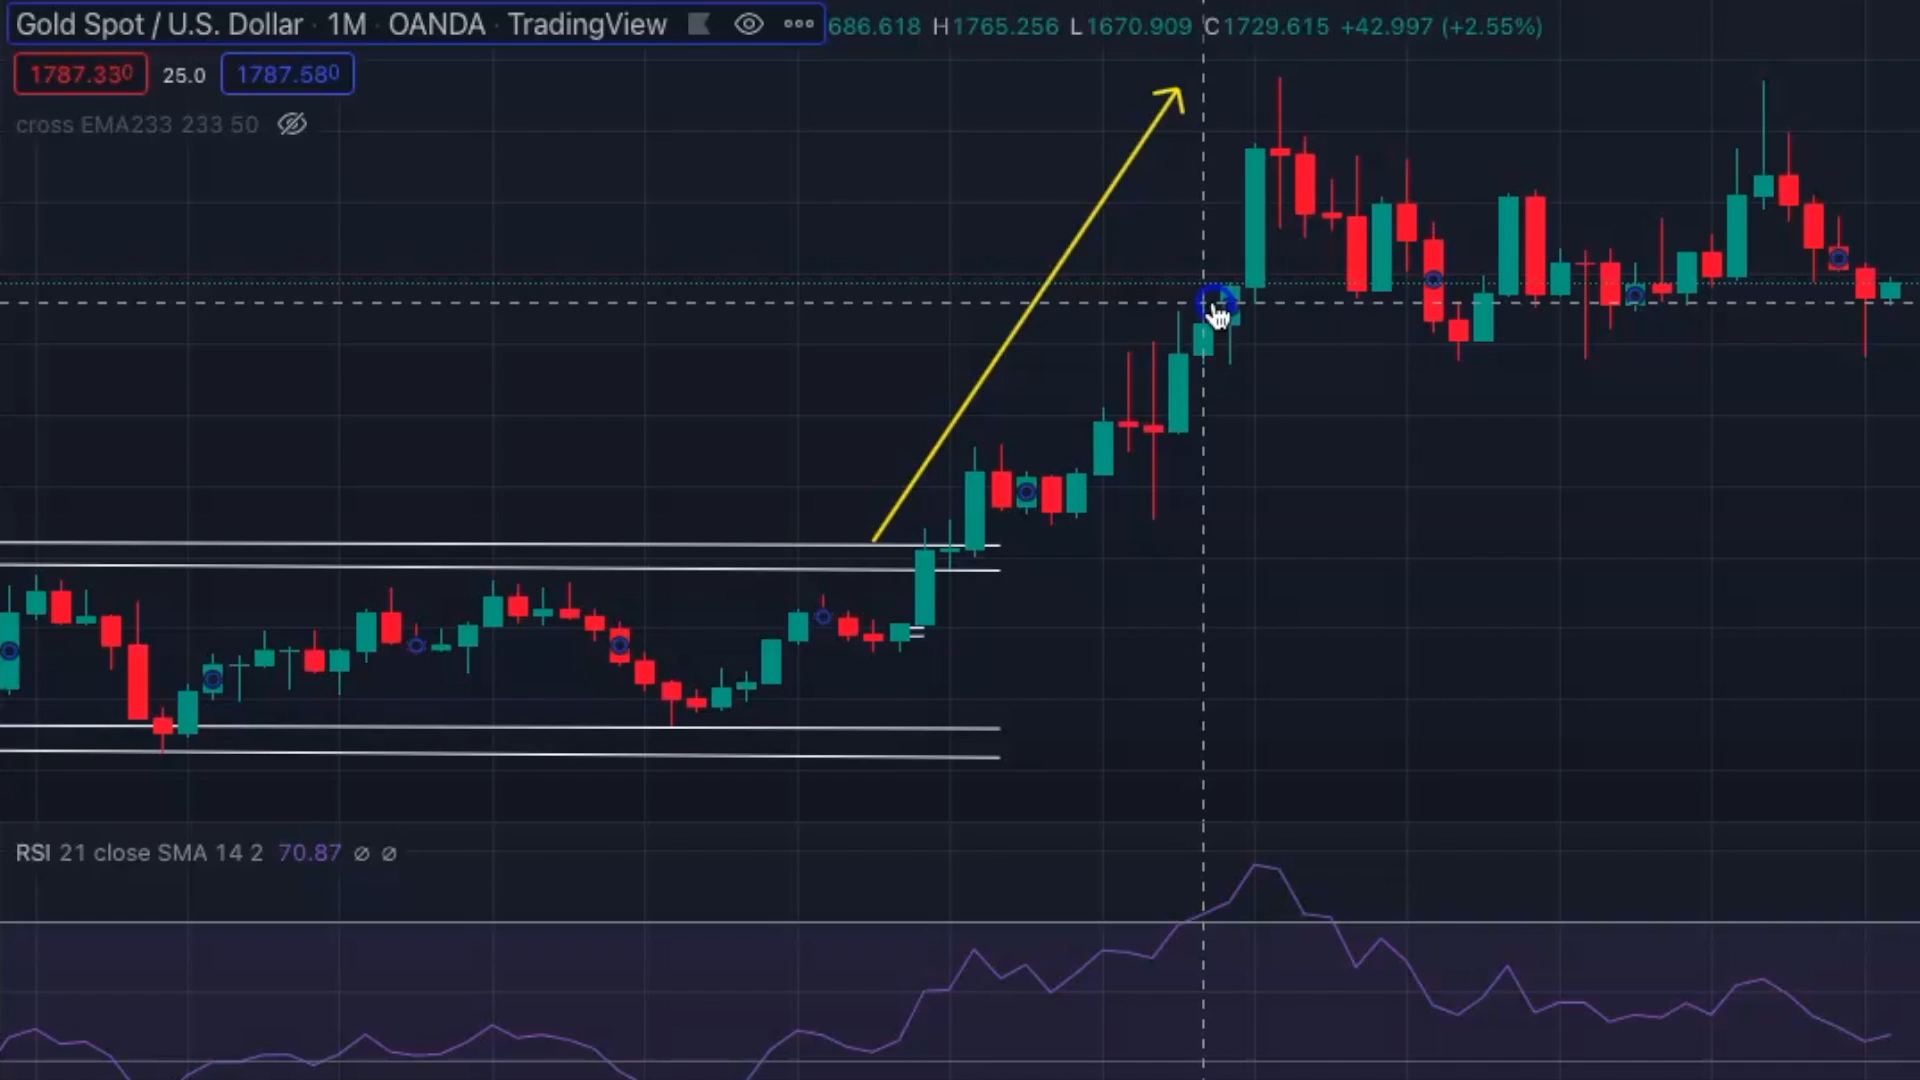 Gold Spot / U.S. Dollar · 1M · OANDA · TradingView 686.618 H1765.256 L1670.909 C1729.615 +42.997 (+2.55%)
1787.330 25.0 1787.580
cross EMA233 233 50
RSI 21 close SMA 14 2 70.87 ∅ ∅